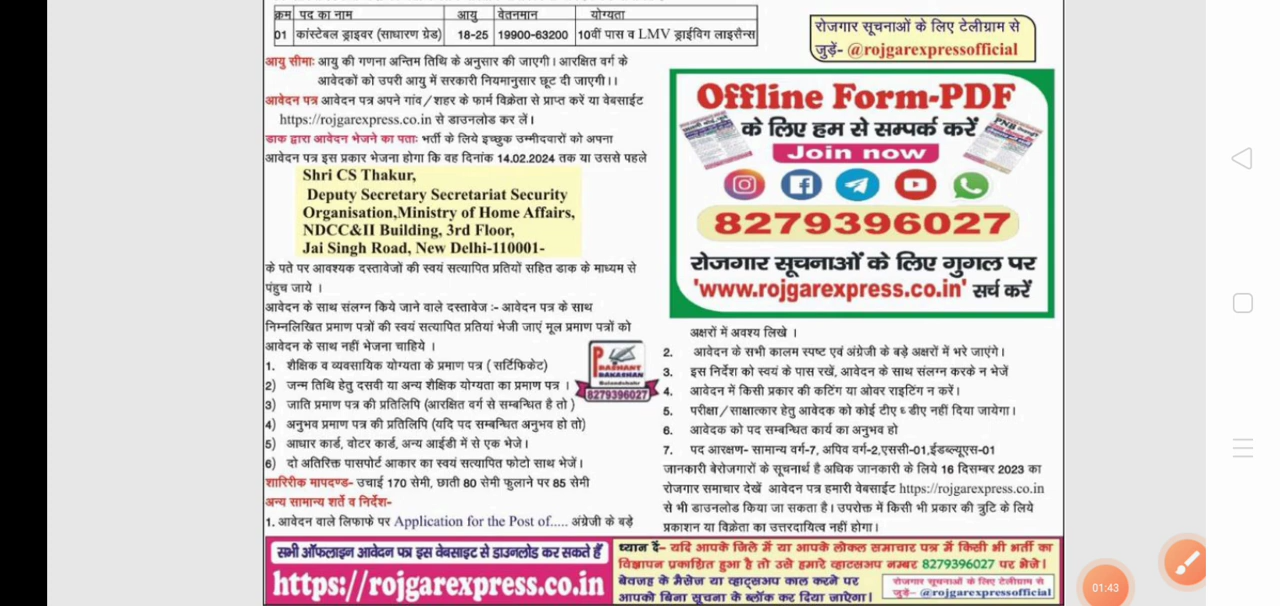 क्रम पद का नाम आयु वेतनमान योग्यता
01 कांस्टेबल ड्राइवर (साधारण ग्रेड) 18-25 19900-63200 10वीं पास व LMV ड्राईविग लाइसैन्स
आयु सीमाः आयु की गणना अन्तिम तिथि के अनुसार की जाएगी। आरक्षित वर्ग के
आवेदकों को उपरी आयु में सरकारी नियमानुसार छूट दी जाएगी।।
आवेदन पत्र आवेदन पत्र अपने गांव/शहर के फार्म विक्रेता से प्राप्त करें या वेबसाईट
https://rojgarexpress.co.in से डाउनलोड कर लें।
डाक द्वारा आवेदन भेजने का पताः भर्ती के लिये इच्छुक उम्मीदवारों को अपना
आवेदन पत्र इस प्रकार भेजना होगा कि वह दिनांक 14.02.2024 तक या उससे पहले
Shri CS Thakur,
Deputy Secretary Secretariat Security
Organisation,Ministry of Home Affairs,
NDCC&II Building, 3rd Floor,
Jai Singh Road, New Delhi-110001-
के पते पर आवश्यक दस्तावेजों की स्वयं सत्यापित प्रतियों सहित डाक के माध्यम से
पंहुच जाये ।
आवेदन के साथ संलग्न किये जाने वाले दस्तावेज :- आवेदन पत्र के साथ
निम्नलिखित प्रमाण पत्रों की स्वयं सत्यापित प्रतियां भेजी जाएं मूल प्रमाण पत्रों को
आवेदन के साथ नहीं भेजना चाहिये ।
1. शैक्षिक व व्यवसायिक योग्यता के प्रमाण पत्र ( सर्टिफिकेट)
2) जन्म तिथि हेतु दसवी या अन्य शैक्षिक योग्यता का प्रमाण पत्र ।
3) जाति प्रमाण पत्र की प्रतिलिपि (आरक्षित वर्ग से सम्बन्धित है तो )
4) अनुभव प्रमाण पत्र की प्रतिलिपि (यदि पद सम्बन्धित अनुभव हो तो)
5) आधार कार्ड, वोटर कार्ड, अन्य आईडी में से एक भेजे।
6) दो अतिरिक्त पासपोर्ट आकार का स्वयं सत्यापित फोटो साथ भेजें।
शारिरीक मापदण्ड- उचाई 170 सेमी, छाती 80 सेमी फुलाने पर 85 सेमी
अन्य सामान्य शर्ते व निर्देश-
1. आवेदन वाले लिफाफे पर Application for the Post of..... अंग्रेजी के बड़े
PRASHANT
PRAKASHAN
Bulandshahr
8279396027
रोजगार सूचनाओं के लिए टेलीग्राम से
जुड़ें- @rojgarexpressofficial
Offline Form-PDF
के लिए हम से सम्पर्क करें
PNB
Join now
8279396027
रोजगार सूचनाओं के लिए गुगल पर
'www.rojgarexpress.co.in' सर्च करें
अक्षरों में अवश्य लिखे ।
2. आवेदन के सभी कालम स्पष्ट एवं अंग्रेजी के बड़े अक्षरों में भरे जाएंगे।
3. इस निर्देश को स्वयं के पास रखें, आवेदन के साथ संलग्न करके न भेजें
4. आवेदन में किसी प्रकार की कटिंग या ओवर राइटिंग न करें।
5. परीक्षा/साक्षात्कार हेतु आवेदक को कोई टीए ध डीए नहीं दिया जायेगा।
6. आवेदक को पद सम्बन्धित कार्य का अनुभव हो
7. पद आरक्षण- सामान्य वर्ग-7, अपिव वर्ग-2,एससी-01,ईडब्ल्यूएस-01
जानकारी बेरोजगारों के सूचनार्थ है अधिक जानकारी के लिये 16 दिसम्बर 2023 का
रोजगार समाचार देखें आवेदन पत्र हमारी वेबसाईट https://rojgarexpress.co.in
से भी डाउनलोड किया जा सकता है। उपरोक्त में किसी भी प्रकार की त्रुटि के लिये
प्रकाशन या विक्रेता का उत्तरदायित्व नहीं होगा।
सभी ऑफलाइन आवेदन पत्र इस वेबसाइट से डाउनलोड कर सकते हैं
https://rojgarexpress.co.in
ध्यान दें- यदि आपके जिले में या आपके लोकल समाचार पत्र में किसी भी भर्ती का
विज्ञापन प्रकाशित हुआ है तो उसे हमारे व्हाटसअप नम्बर 8279396027 पर भेजे।
बेवजह के मैसेज या व्हाट्सअप काल करने पर
आपको बिना सूचना के ब्लॉक कर दिया जाएगा।
रोजगार सूचनाओं के लिए टेलीग्राम से
जुड़ें- @rojgarexpressofficial
01:43